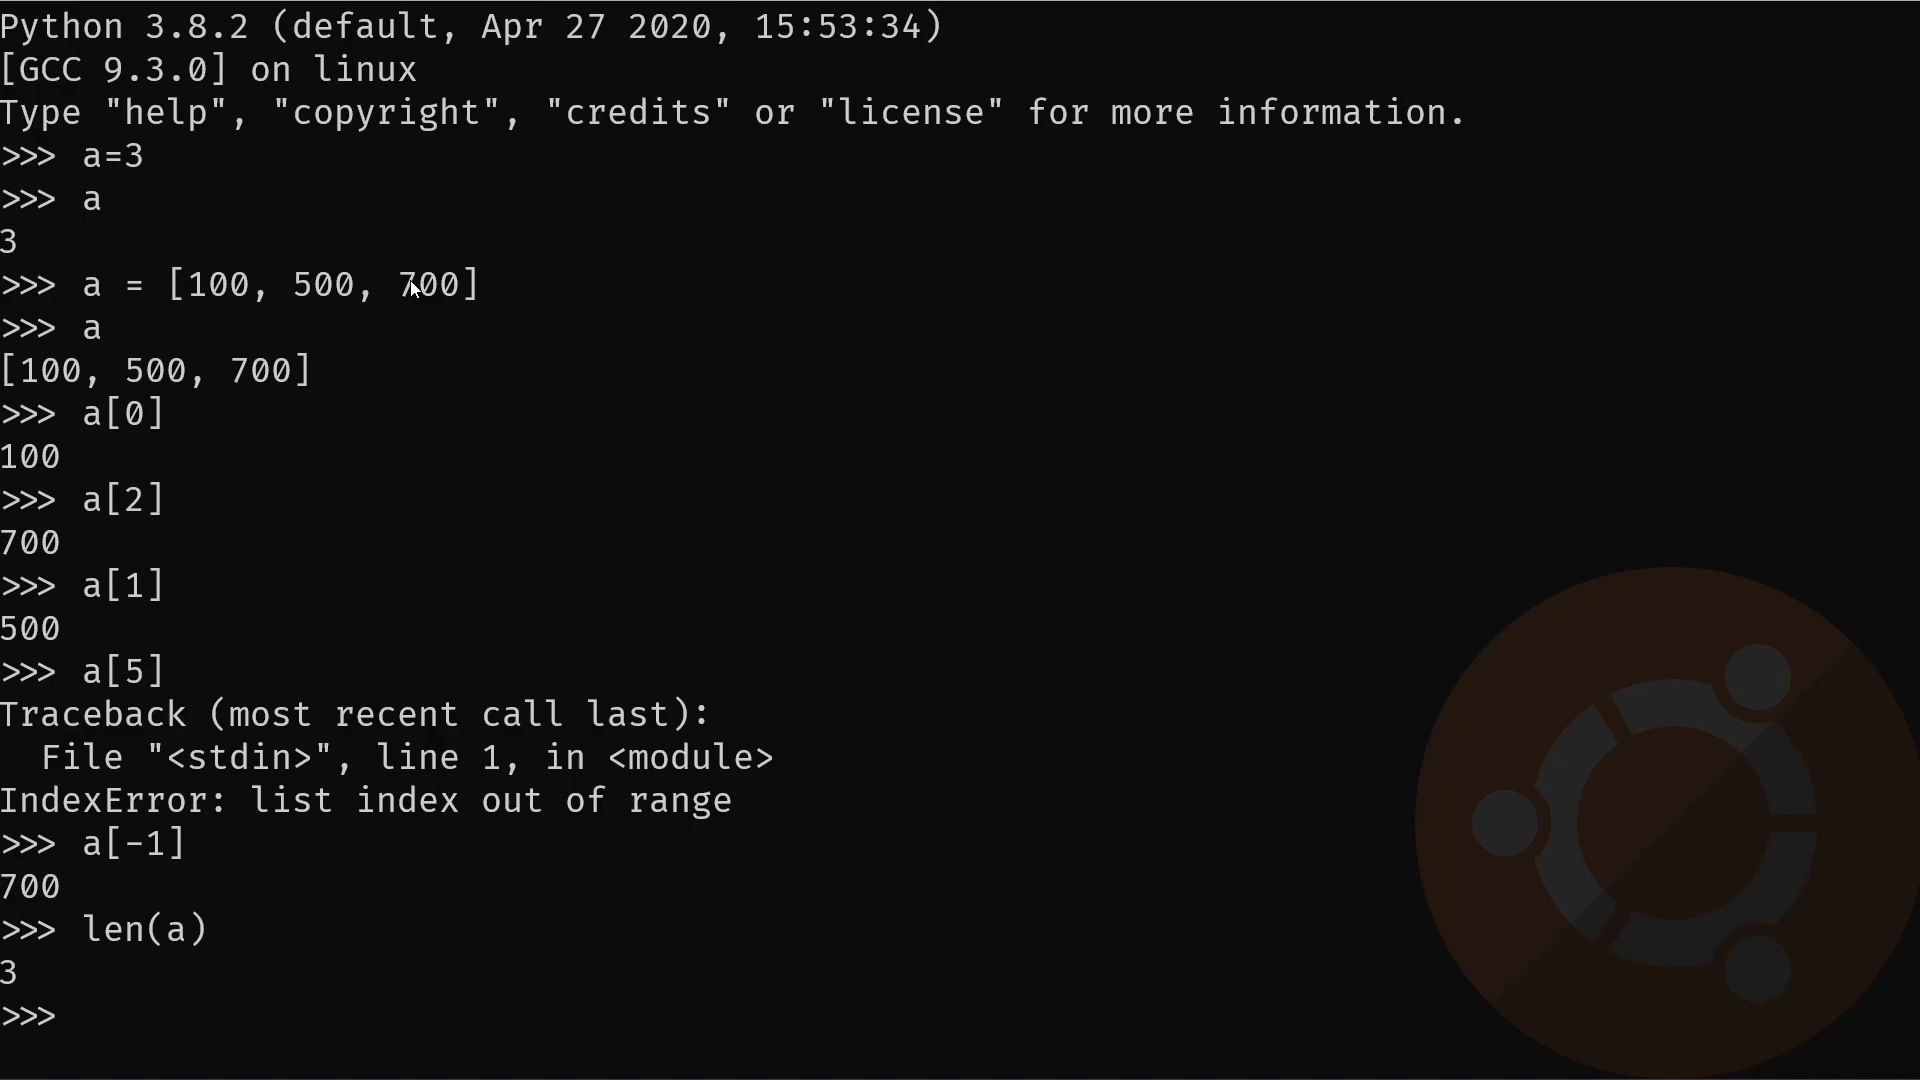 Python 3.8.2 (default, Apr 27 2020, 15:53:34)
[GCC 9.3.0] on linux
Type "help", "copyright", "credits" or "license" for more information.
>>> a=3
>>> a
3
>>> a = [100, 500, 700]
>>> a
[100, 500, 700]
>>> a[0]
100
>>> a[2]
700
>>> a[1]
500
>>> a[5]
Traceback (most recent call last):
  File "<stdin>", line 1, in <module>
IndexError: list index out of range
>>> a[-1]
700
>>> len(a)
3
>>>